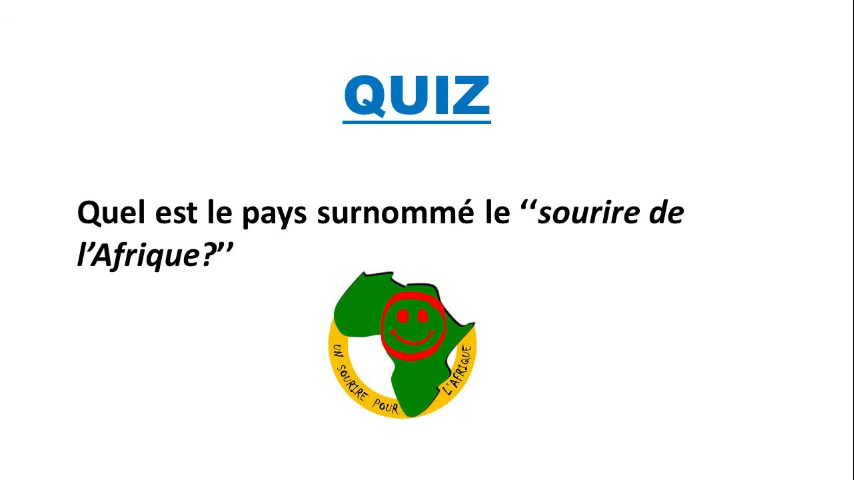 QUIZ
Quel est le pays surnommé le ‘‘sourire de
l’Afrique?’’
UN SOURIRE POUR
L'AFRIQUE